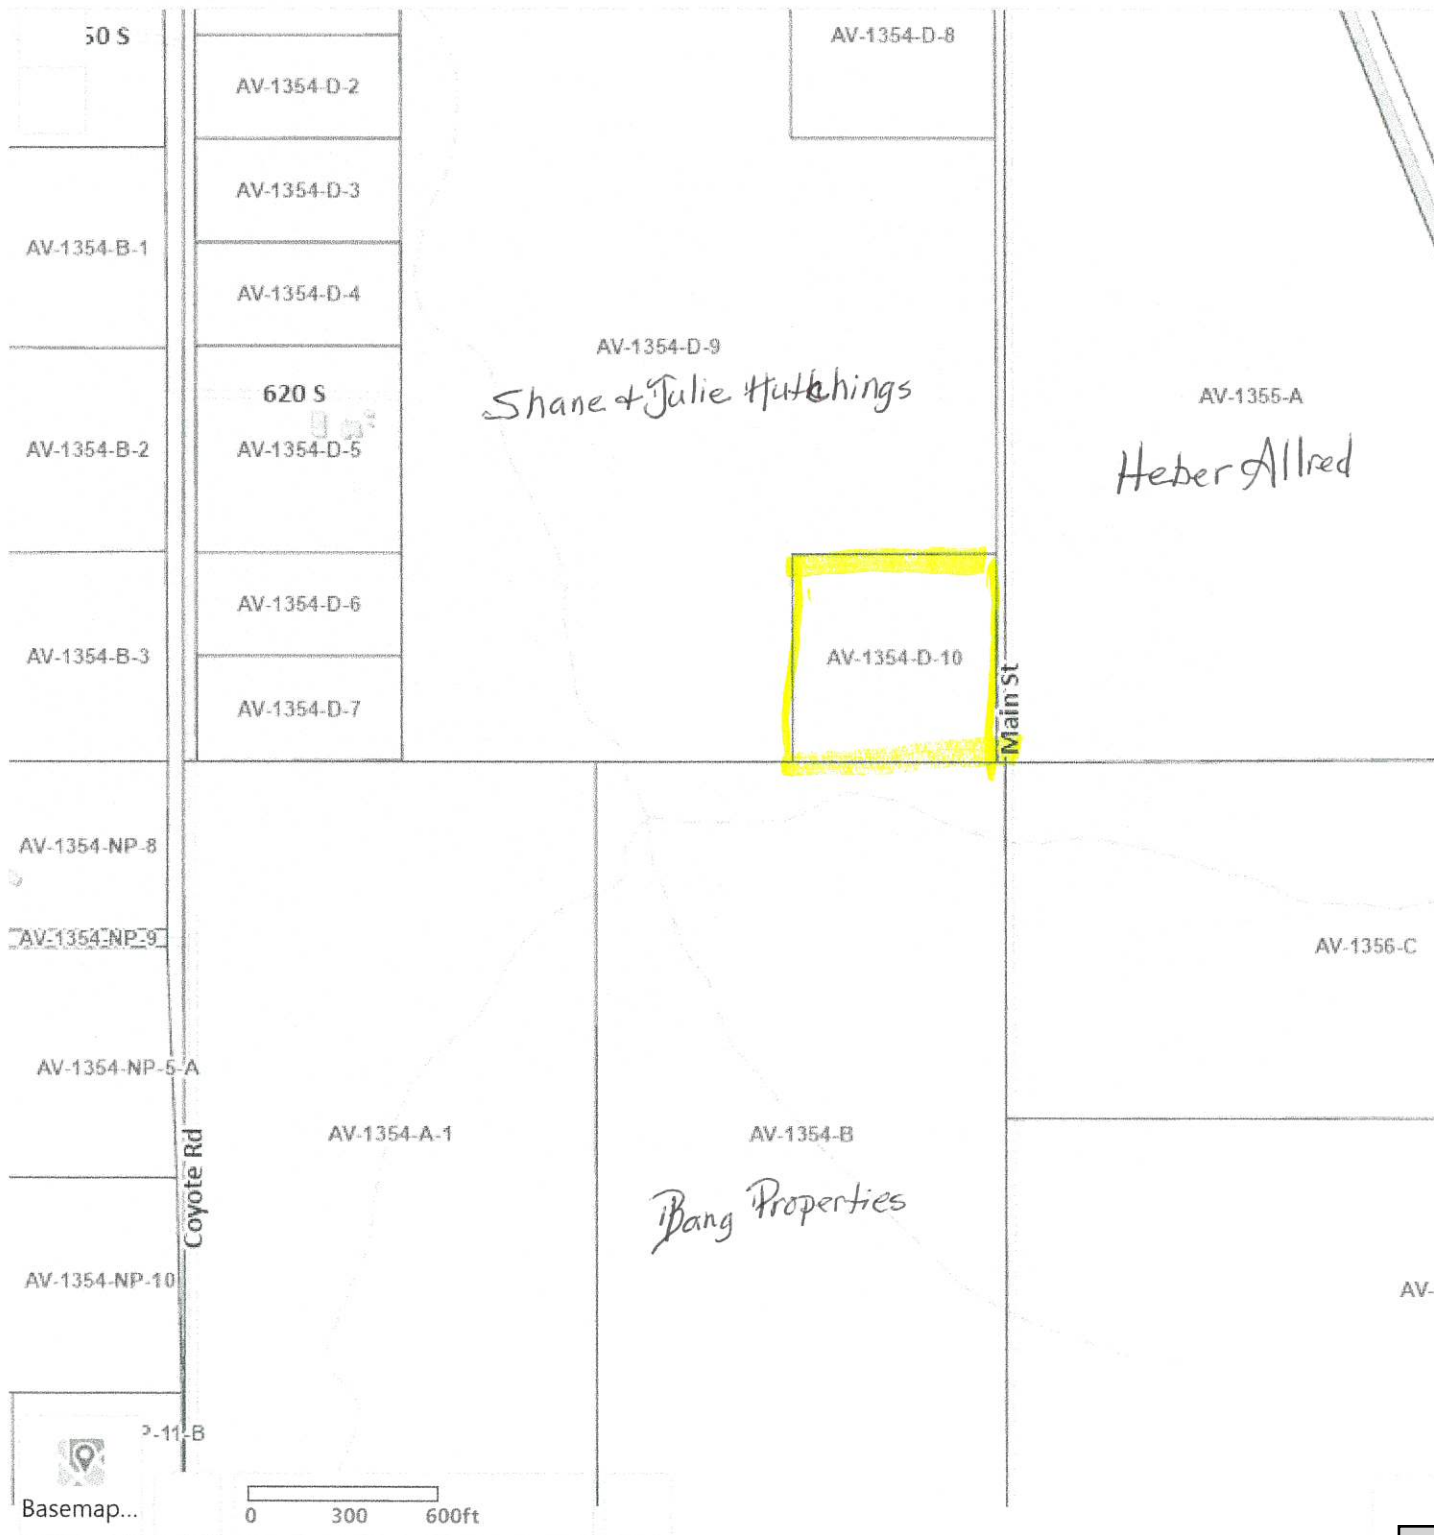 50 S
AV-1354-D-8
AV-1354-D-2
AV-1354-D-3
AV-1354-B-1
AV-1354-D-4
AV-1354-D-9
620 S
Shane & Julie Hutchings
AV-1355-A
AV-1354-B-2
AV-1354-D-5
Heber Allred
AV-1354-D-6
AV-1354-B-3
AV-1354-D-10
Main St
AV-1354-D-7
AV-1354-NP-8
AV-1354-NP-9
AV-1356-C
AV-1354-NP-5-A
AV-1354-A-1
AV-1354-B
Coyote Rd
Bang Properties
AV-1354-NP-10
AV-
P-11-B
Basemap...
0 300 600ft